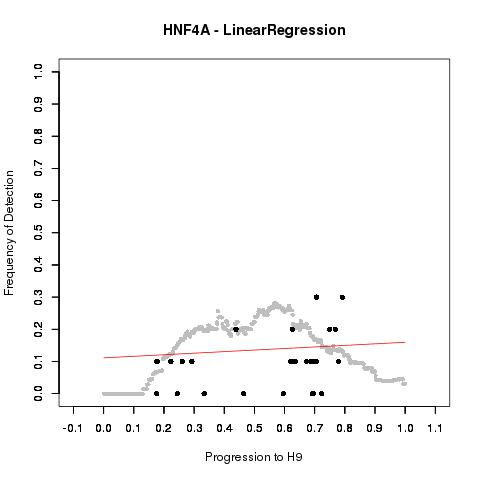 HNF4A - LinearRegression
Frequency of Detection
1.0
0.9
0.8
0.7
0.6
0.5
0.4
0.3
0.2
0.1
0.0
-0.1 0.0 0.1 0.2 0.3 0.4 0.5 0.6 0.7 0.8 0.9 1.0 1.1
Progression to H9